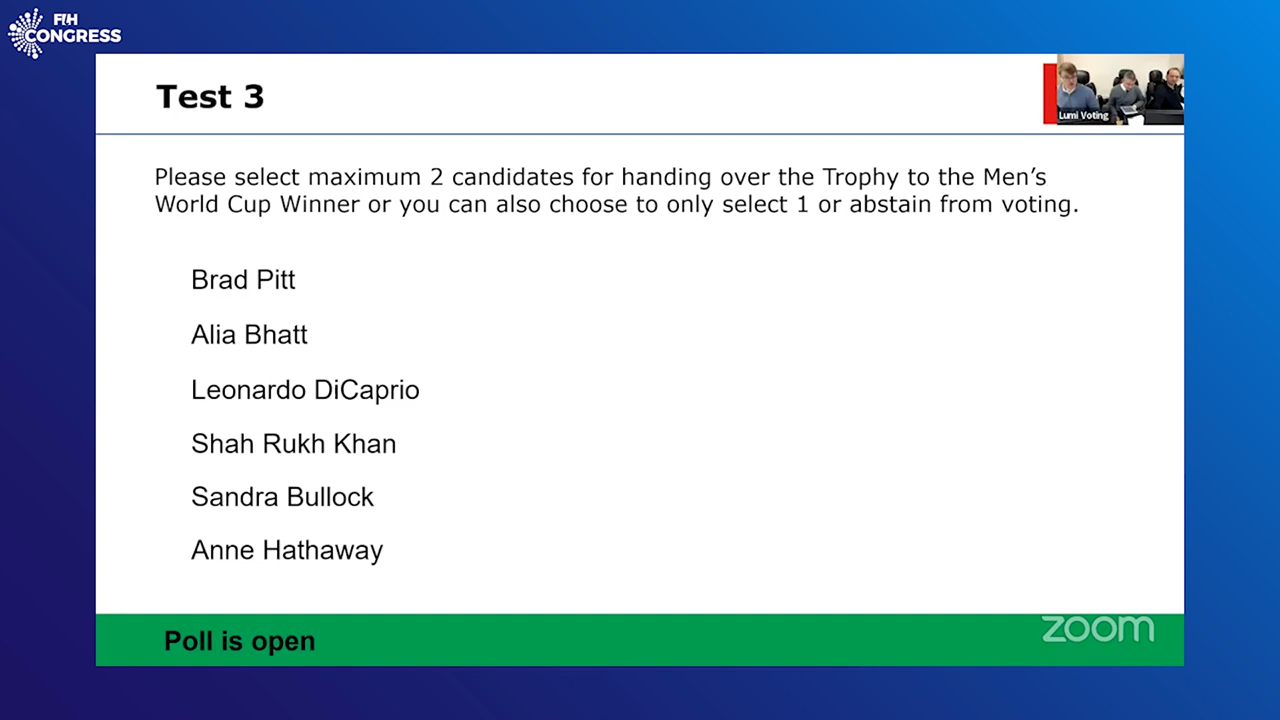 FIH
CONGRESS
Test 3
Lumi Voting
Please select maximum 2 candidates for handing over the Trophy to the Men’s
World Cup Winner or you can also choose to only select 1 or abstain from voting.
Brad Pitt
Alia Bhatt
Leonardo DiCaprio
Shah Rukh Khan
Sandra Bullock
Anne Hathaway
Poll is open
zoom